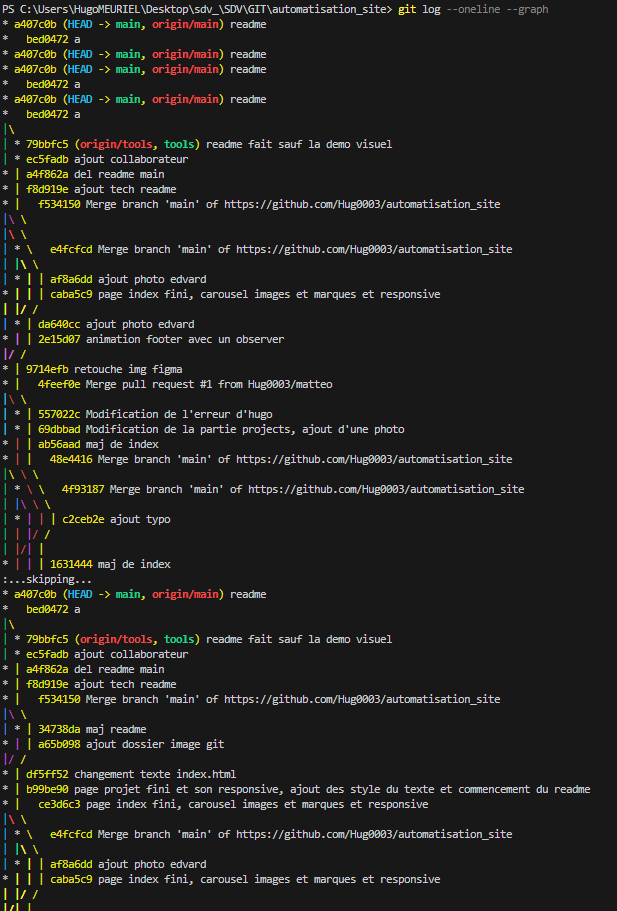 PS C:\Users\HugoMEURIEL\Desktop\sdv_\SDV\GIT\automatisation_site> git log --oneline --graph
* a407c0b (HEAD -> main, origin/main) readme
*   bed0472 a
* a407c0b (HEAD -> main, origin/main) readme
* a407c0b (HEAD -> main, origin/main) readme
*   bed0472 a
* a407c0b (HEAD -> main, origin/main) readme
*   bed0472 a
|\
| * 79bbfc5 (origin/tools, tools) readme fait sauf la demo visuel
* | ec5fadb ajout collaborateur
* | a4f862a del readme main
* | f8d919e ajout tech readme
* |   f534150 Merge branch 'main' of https://github.com/Hug0003/automatisation_site
|\ \
|\ \
| * \   e4fcfcd Merge branch 'main' of https://github.com/Hug0003/automatisation_site
| |\ \
| * | | af8a6dd ajout photo edvard
* | | | caba5c9 page index fini, carousel images et marques et responsive
| |/ /
| * | da640cc ajout photo edvard
* | | 2e15d07 animation footer avec un observer
|/ /
* | 9714efb retouche img figma
* |   4feef0e Merge pull request #1 from Hug0003/matteo
|\ \
| * | 557022c Modification de l'erreur d'hugo
| * | 69dbbad Modification de la partie projects, ajout d'une photo
* | | ab56aad maj de index
* | |   48e4416 Merge branch 'main' of https://github.com/Hug0003/automatisation_site
|\ \ \
| * \ \   4f93187 Merge branch 'main' of https://github.com/Hug0003/automatisation_site
| |\ \ \
| * | | | c2ceb2e ajout typo
| | |/ /
| |/| |
* | | | 1631444 maj de index
:...skipping...
* a407c0b (HEAD -> main, origin/main) readme
*   bed0472 a
|\
| * 79bbfc5 (origin/tools, tools) readme fait sauf la demo visuel
* | ec5fadb ajout collaborateur
* | a4f862a del readme main
* | f8d919e ajout tech readme
* |   f534150 Merge branch 'main' of https://github.com/Hug0003/automatisation_site
|\ \
| * | 34738da maj readme
* | | a65b098 ajout dossier image git
|/ /
* | df5ff52 changement texte index.html
* | b99be90 page projet fini et son responsive, ajout des style du texte et commencement du readme
* |   ce3d6c3 page index fini, carousel images et marques et responsive
|\ \
| * \   e4fcfcd Merge branch 'main' of https://github.com/Hug0003/automatisation_site
| |\ \
| * | | af8a6dd ajout photo edvard
* | | | caba5c9 page index fini, carousel images et marques et responsive
| |/ /
|/| |